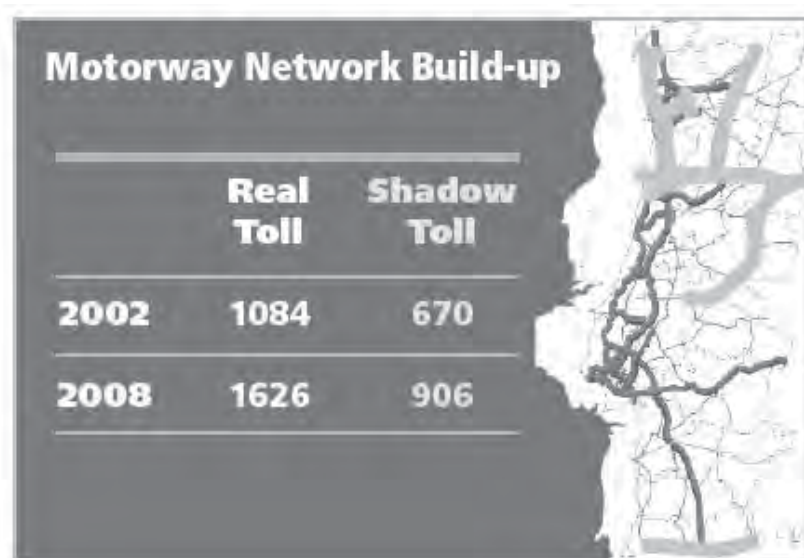 Motorway Network Build-up
Real Shadow
Toll Toll
2002 1084 670
2008 1626 906